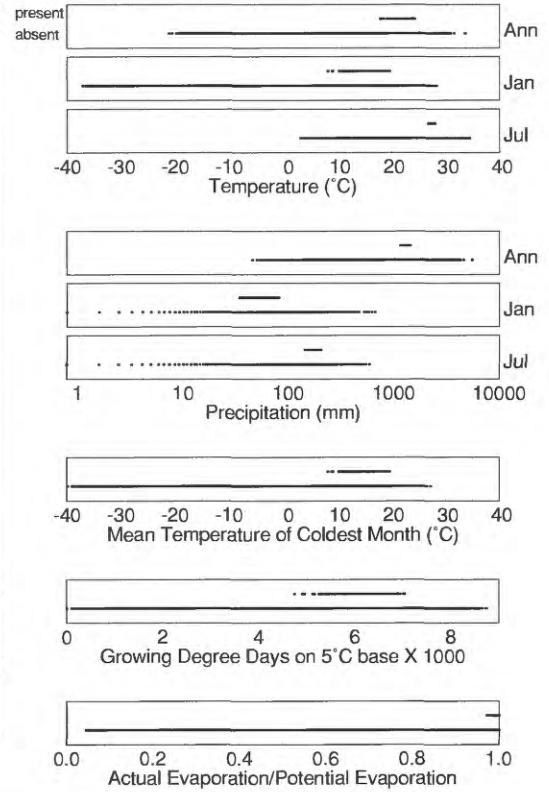 present
absent
Ann
Jan
Jul
-40 -30 -20 -10 0 10 20 30 40
Temperature (˚C)
Ann
Jan
Jul
1 10 100 1000 10000
Precipitation (mm)
-40 -30 -20 -10 0 10 20 30 40
Mean Temperature of Coldest Month (˚C)
0 2 4 6 8
Growing Degree Days on 5˚C base X 1000
0.0 0.2 0.4 0.6 0.8 1.0
Actual Evaporation/Potential Evaporation